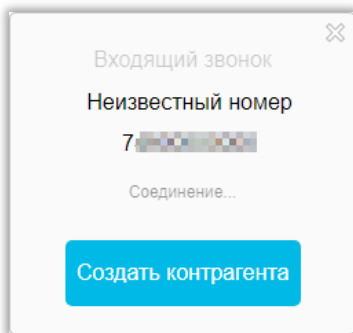 Входящий звонок
Неизвестный номер
7
Соединение...
Создать контрагента